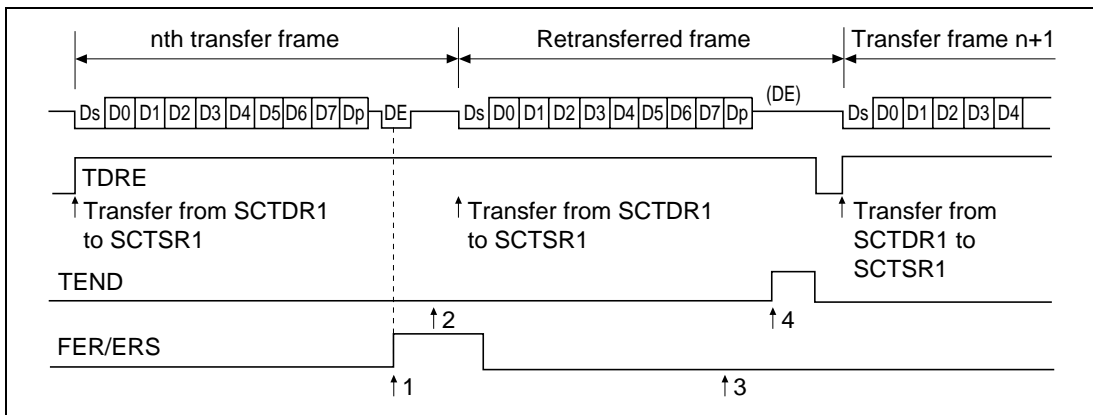 nth transfer frame Retransferred frame Transfer frame n+1
(DE)
Ds D0 D1 D2 D3 D4 D5 D6 D7 Dp DE Ds D0 D1 D2 D3 D4 D5 D6 D7 Dp Ds D0 D1 D2 D3 D4
TDRE
Transfer from SCTDR1
to SCTSR1
Transfer from SCTDR1
to SCTSR1
Transfer from
SCTDR1 to
SCTSR1
TEND
2 4
FER/ERS
1 3